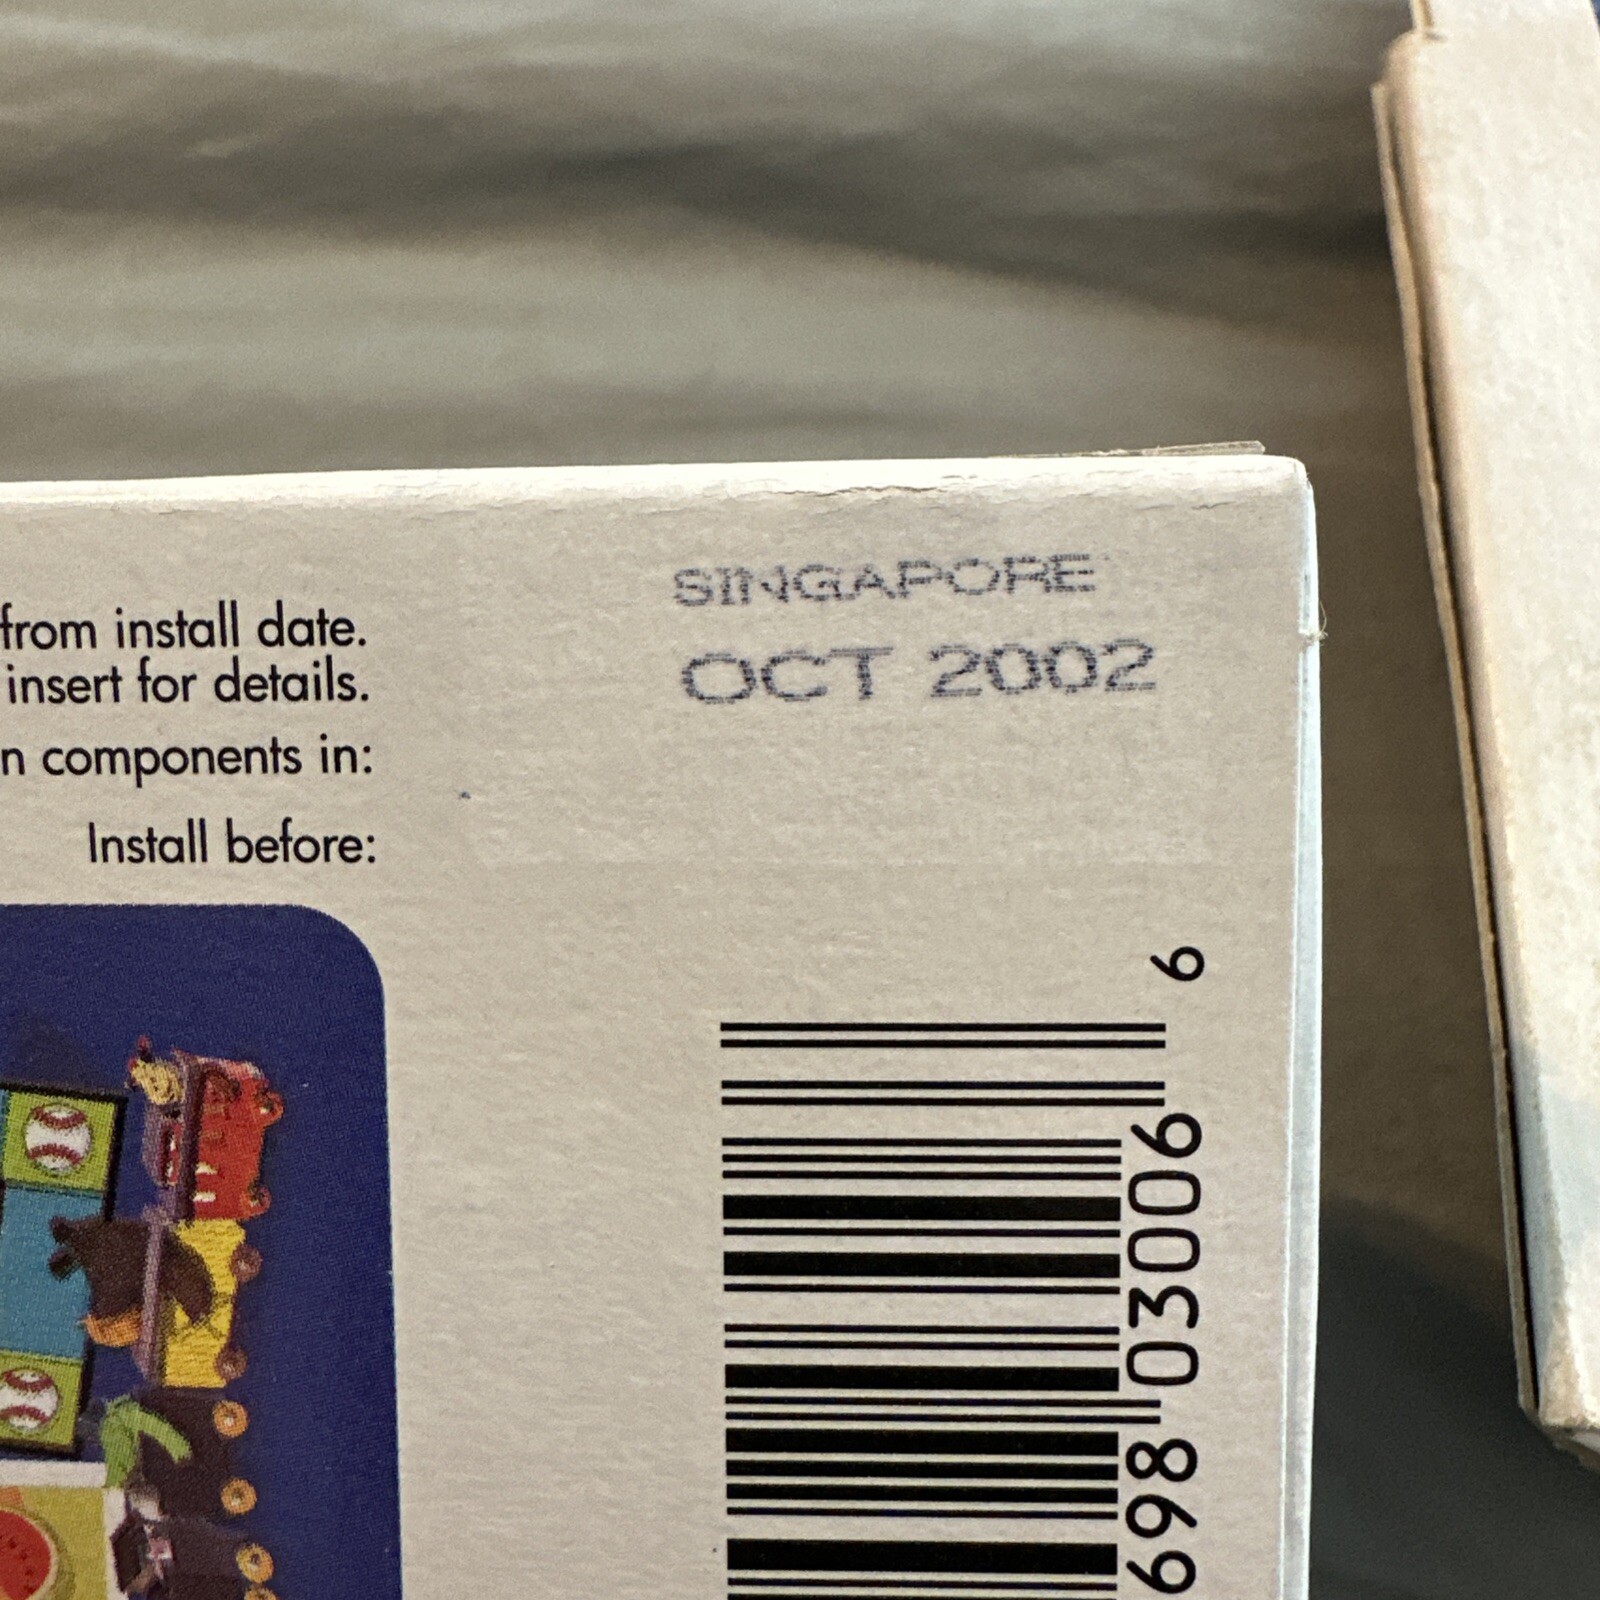 from install date.
insert for details.
n components in:
Install before:
SINGAPORE
OCT 2002
698 03006 6